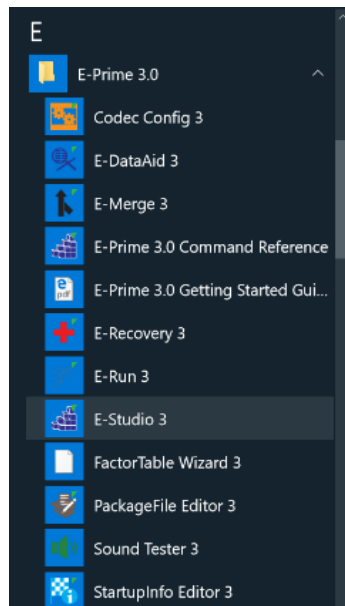 E
E-Prime 3.0
Codec Config 3
E-DataAid 3
E-Merge 3
E-Prime 3.0 Command Reference
E-Prime 3.0 Getting Started Gui...
E-Recovery 3
E-Run 3
E-Studio 3
FactorTable Wizard 3
PackageFile Editor 3
Sound Tester 3
StartupInfo Editor 3